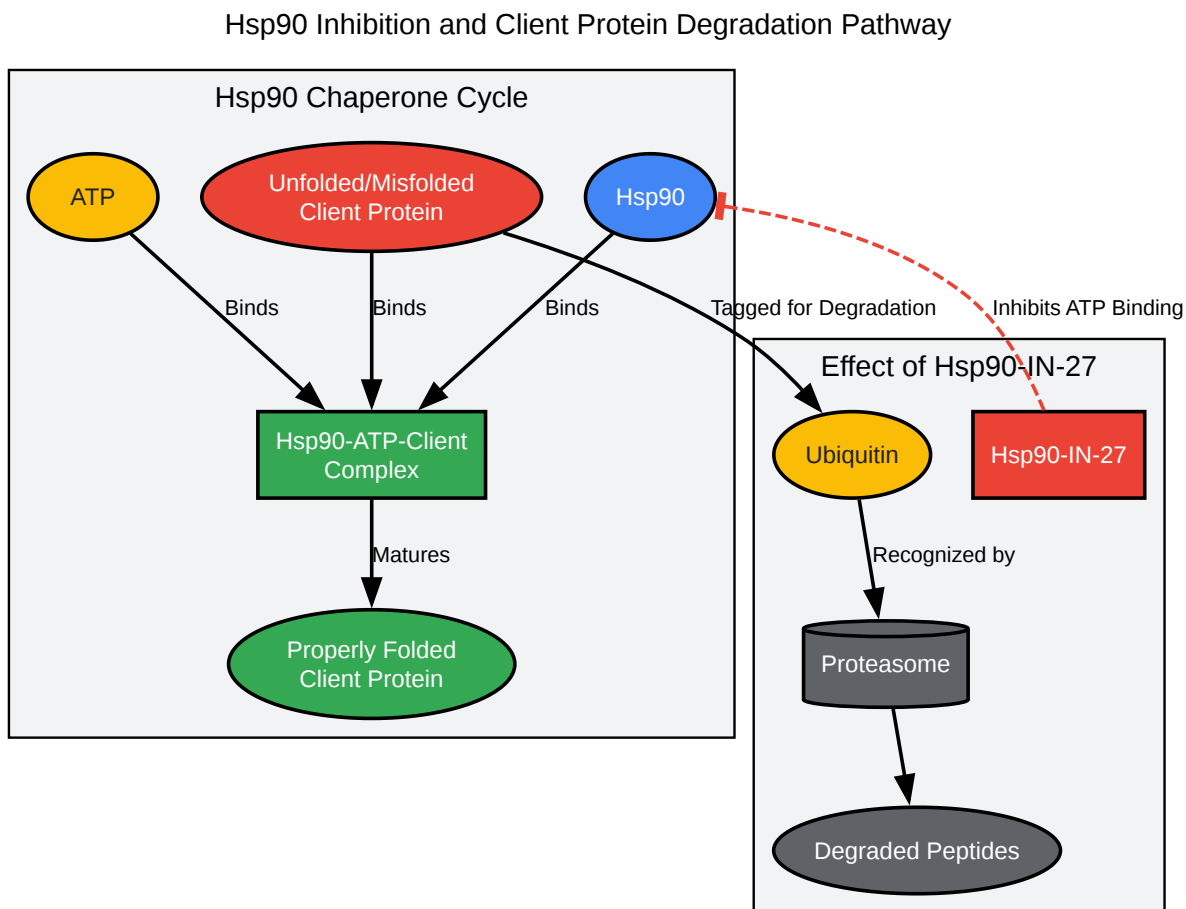 Hsp90 Inhibition and Client Protein Degradation Pathway
Hsp90 Chaperone Cycle
ATP
Unfolded/Misfolded
Client Protein
Hsp90
Binds
Binds
Binds
Tagged for Degradation
Inhibits ATP Binding
Effect of Hsp90-IN-27
Hsp90-ATP-Client
Complex
Ubiquitin
Hsp90-IN-27
Matures
Recognized by
Properly Folded
Client Protein
Proteasome
Degraded Peptides